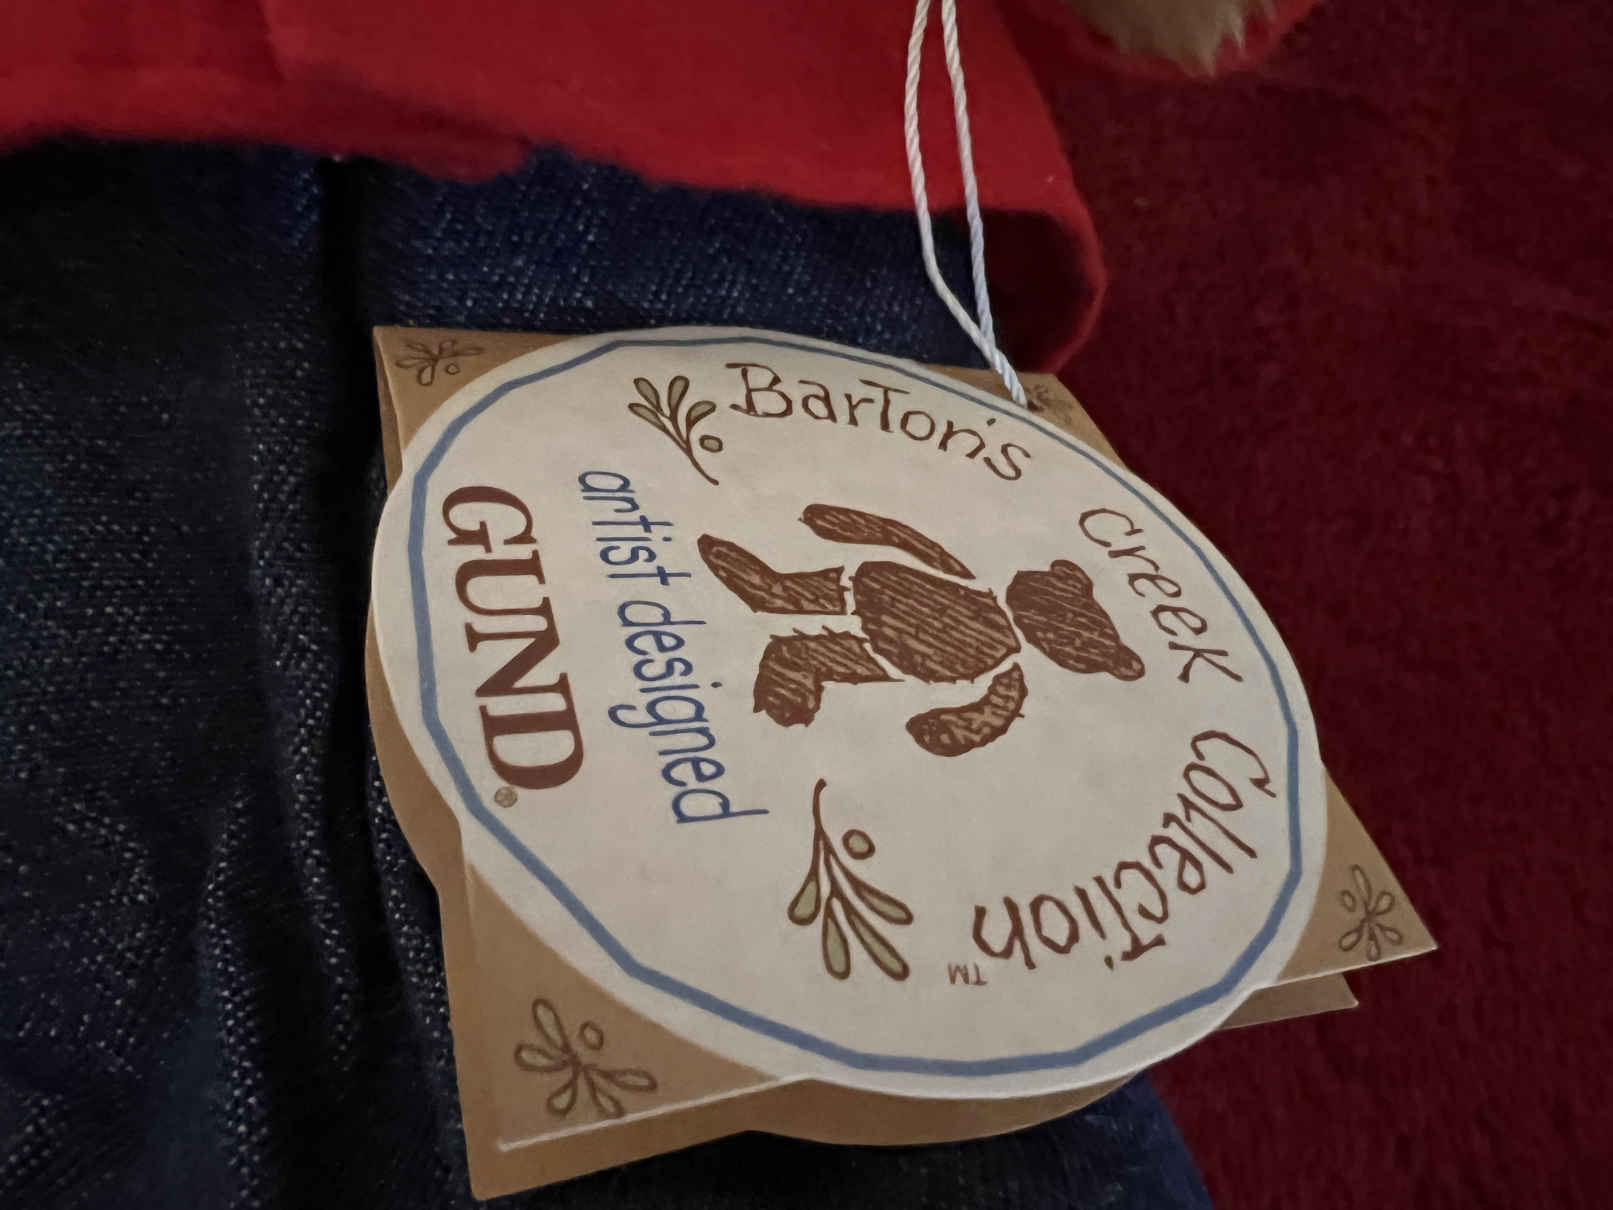 BarTon's Creek CollecTion™
artist designed
GUND®